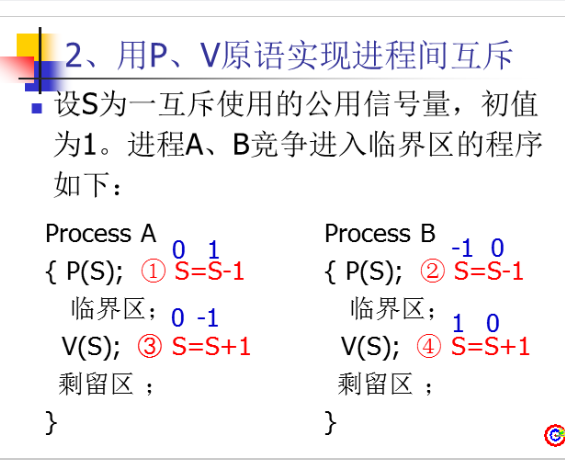 2、用P、V原语实现进程间互斥
设S为一互斥使用的公用信号量，初值
为1。进程A、B竞争进入临界区的程序
如下：
Process A
0 1
{ P(S); ① S=S-1
临界区；
0 -1
V(S); ③ S=S+1
剩留区 ；
}
Process B
-1 0
{ P(S); ② S=S-1
临界区；
1 0
V(S); ④ S=S+1
剩留区 ；
}